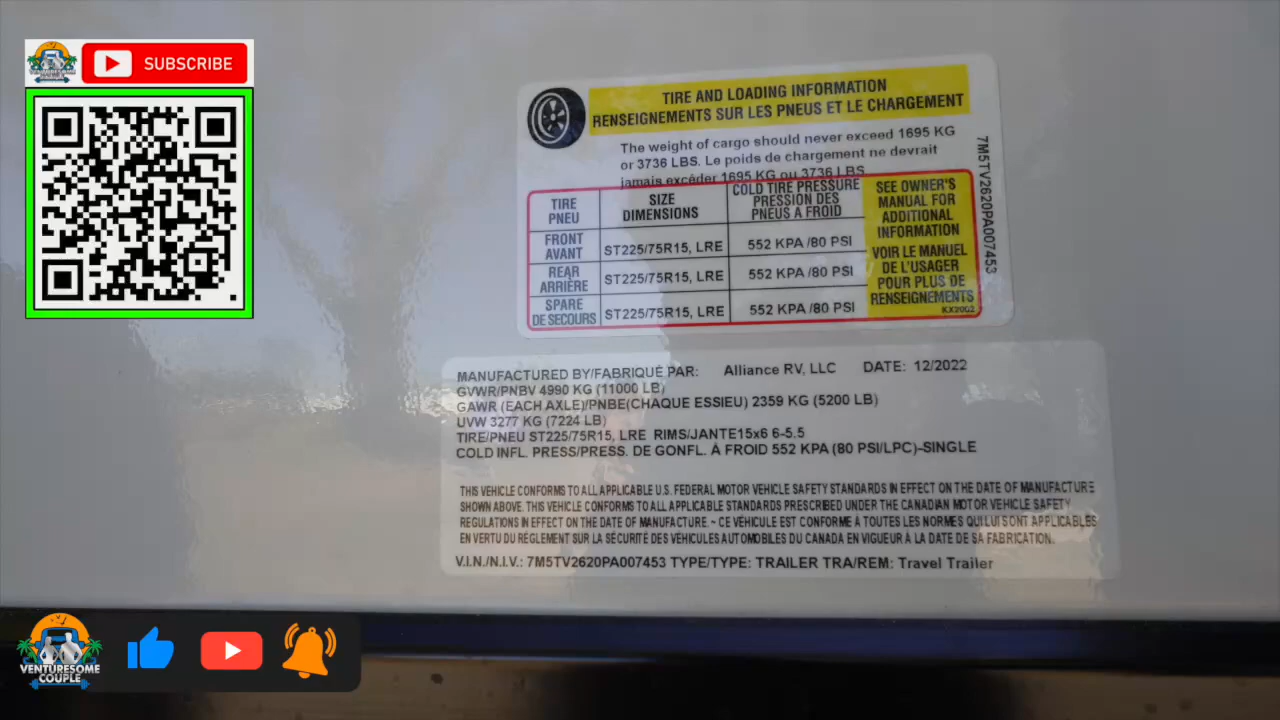 VENTURESOME
COUPLE
SUBSCRIBE
TIRE AND LOADING INFORMATION
RENSEIGNEMENTS SUR LES PNEUS ET LE CHARGEMENT
The weight of cargo should never exceed 1695 KG
or 3736 LBS. Le poids de chargement ne devrait
jamais excéder 1695 KG ou 3736 LBS
TIRE
PNEU
SIZE
DIMENSIONS
COLD TIRE PRESSURE
PRESSION DES
PNEUS A FROID
FRONT
AVANT
ST225/75R15, LRE
552 KPA /80 PSI
REAR
ARRIÈRE
ST225/75R15, LRE
552 KPA /80 PSI
SPARE
DE SECOURS
ST225/75R15, LRE
552 KPA /80 PSI
SEE OWNER'S
MANUAL FOR
ADDITIONAL
INFORMATION
VOIR LE MANUEL
DE L'USAGER
POUR PLUS DE
RENSEIGNEMENTS
KX2002
7M5TV2620PA007453
MANUFACTURED BY/FABRIQUÉ PAR: Alliance RV, LLC DATE: 12/2022
GVWR/PNBV 4990 KG (11000 LB)
GAWR (EACH AXLE)/PNBE(CHAQUE ESSIEU) 2359 KG (5200 LB)
UVW 3277 KG (7224 LB)
TIRE/PNEU ST225/75R15, LRE RIMS/JANTE15x6 6-5.5
COLD INFL. PRESS/PRESS. DE GONFL. À FROID 552 KPA (80 PSI/LPC)-SINGLE
THIS VEHICLE CONFORMS TO ALL APPLICABLE U.S. FEDERAL MOTOR VEHICLE SAFETY STANDARDS IN EFFECT ON THE DATE OF MANUFACTURE
SHOWN ABOVE. THIS VEHICLE CONFORMS TO ALL APPLICABLE STANDARDS PRESCRIBED UNDER THE CANADIAN MOTOR VEHICLE SAFETY
REGULATIONS IN EFFECT ON THE DATE OF MANUFACTURE. ~ CE VÉHICULE EST CONFORME À TOUTES LES NORMES QUI LUI SONT APPLICABLES
EN VERTU DU RÈGLEMENT SUR LA SÉCURITÉ DES VÉHICULES AUTOMOBILES DU CANADA EN VIGUEUR À LA DATE DE SA FABRICATION.
V.I.N./N.I.V.: 7M5TV2620PA007453 TYPE/TYPE: TRAILER TRA/REM: Travel Trailer
VENTURESOME
COUPLE